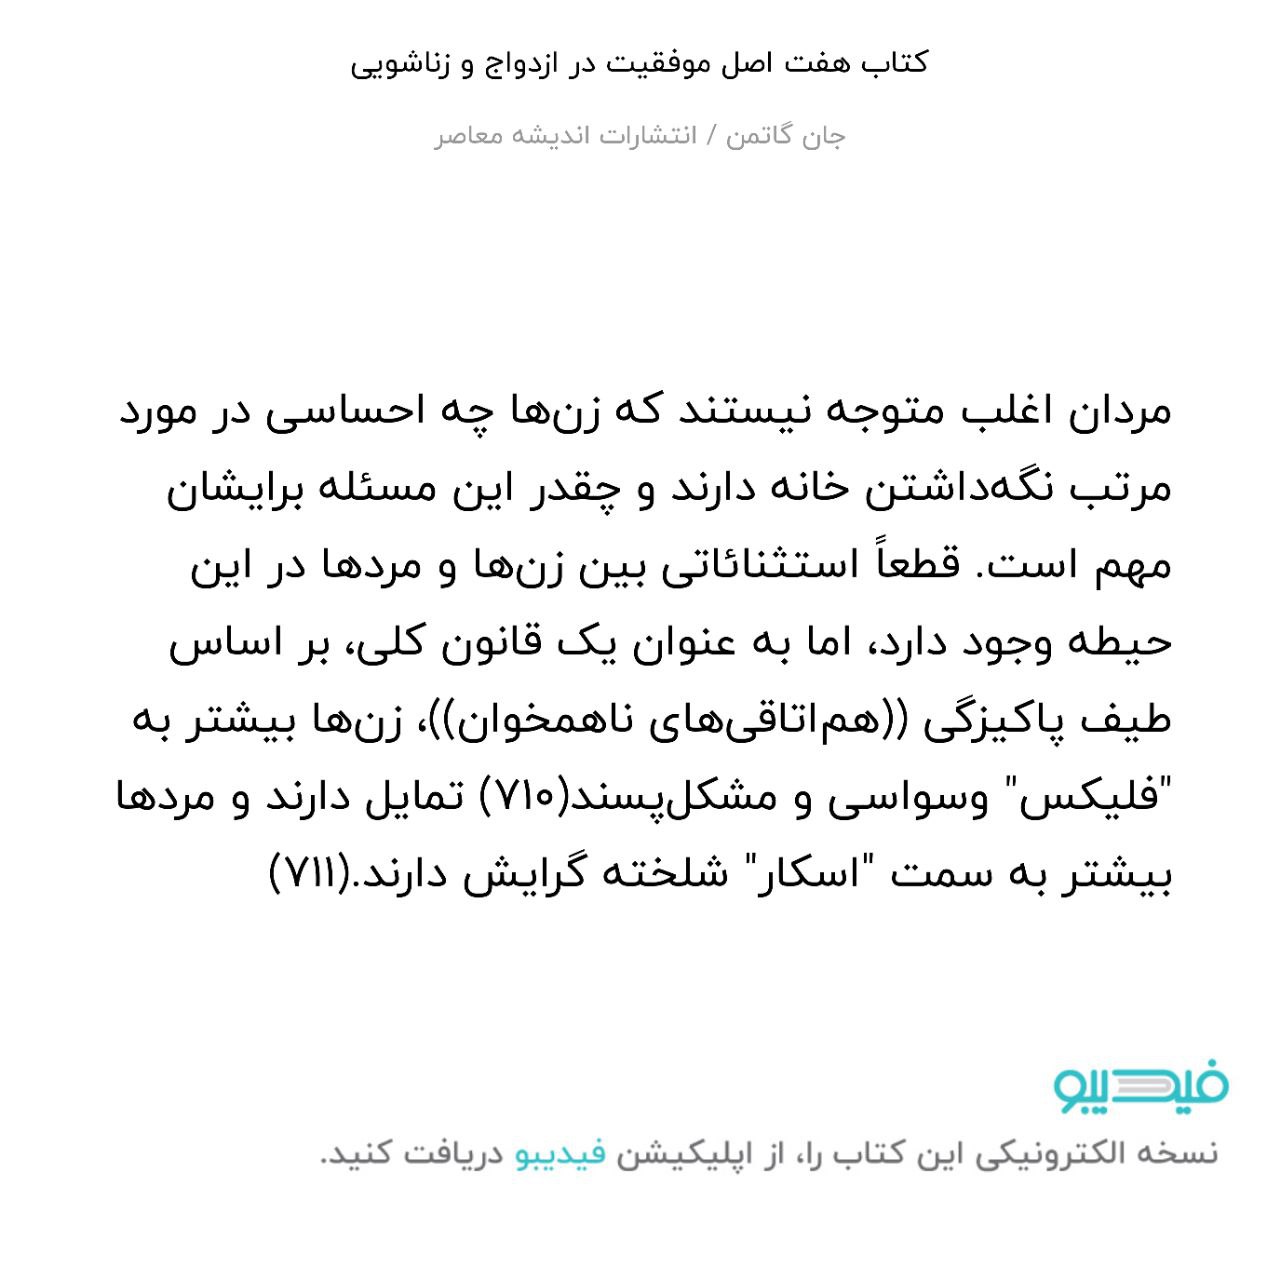 کتاب هفت اصل موفقیت در ازدواج و زناشویی
جان گاتمن / انتشارات اندیشه معاصر
مردان اغلب متوجه نیستند که زن‌ها چه احساسی در مورد
مرتب نگه‌داشتن خانه دارند و چقدر این مسئله برایشان
مهم است. قطعاً استثنائاتی بین زن‌ها و مردها در این
حیطه وجود دارد، اما به عنوان یک قانون کلی، بر اساس
طیف پاکیزگی ((هم‌اتاقی‌های ناهمخوان))، زن‌ها بیشتر به
"فلیکس" وسواسی و مشکل‌پسند(۷۱۰) تمایل دارند و مردها
بیشتر به سمت "اسکار" شلخته گرایش دارند.(۷۱۱)
فیدیبو
نسخه الکترونیکی این کتاب را، از اپلیکیشن فیدیبو دریافت کنید.